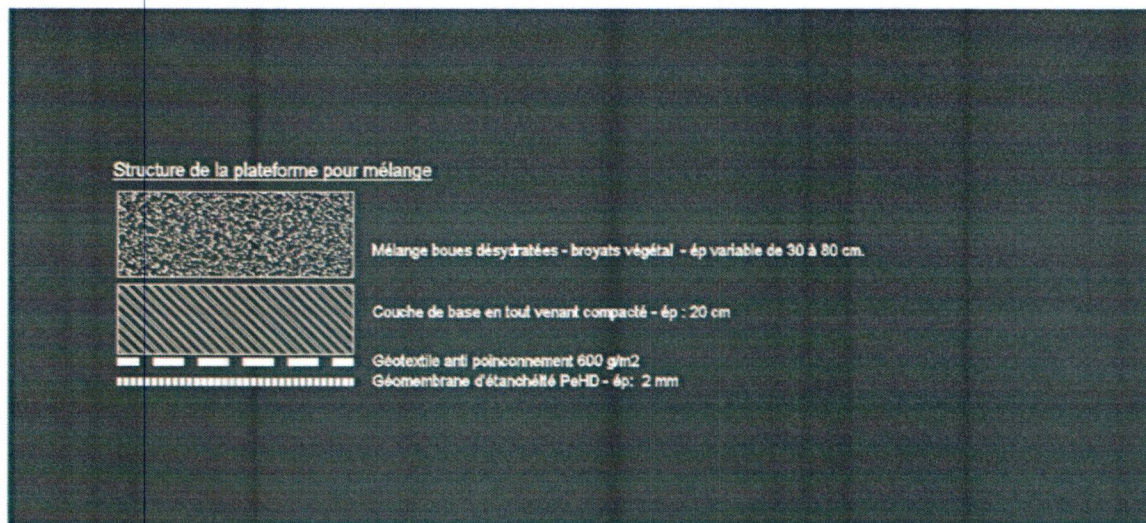 Structure de la plateforme pour mélange
Mélange boues désydratées - broyats végétal - ép variable de 30 à 80 cm.
Couche de base en tout venant compacté - ép : 20 cm
Géotextile anti poinconnement 600 g/m2
Géomembrane d'étanchéité PeHD - ép: 2 mm